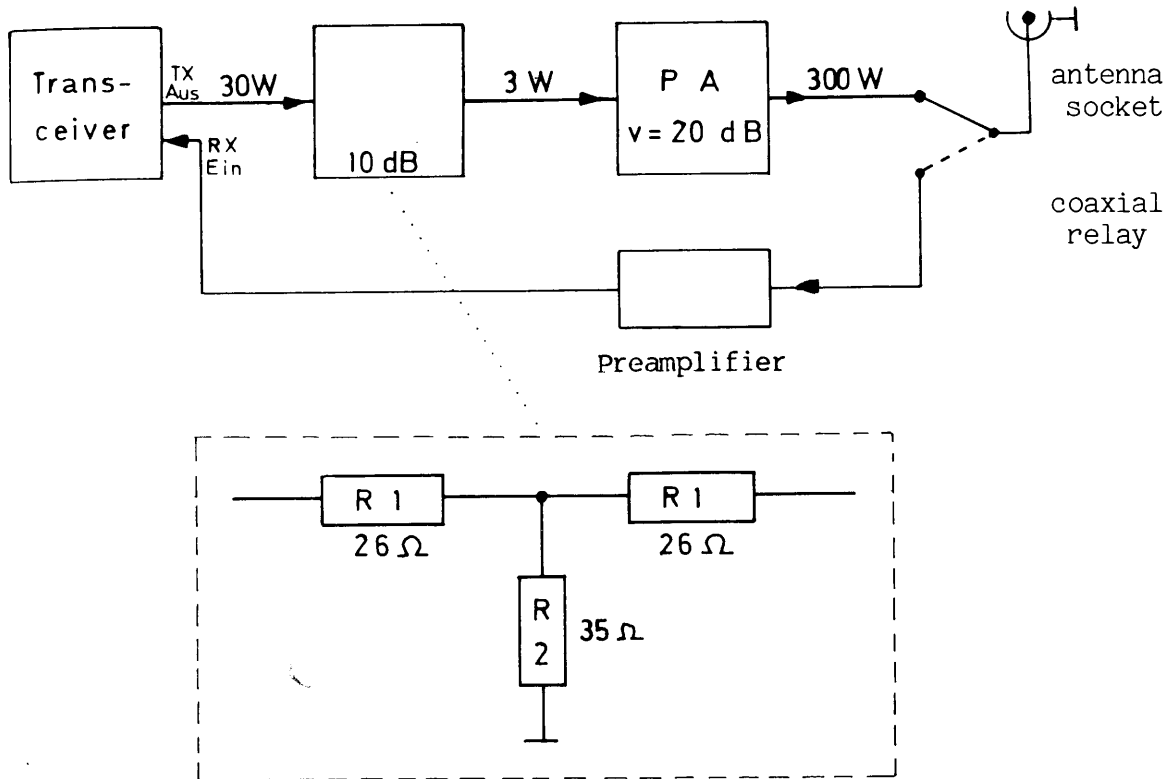 Trans-
ceiver
TX
Aus
RX
Ein
30W
10 dB
3 W
P A
v = 20 dB
300 W
antenna
socket
coaxial
relay
Preamplifier
R 1
26 Ω
R 1
26 Ω
R
2
35 Ω